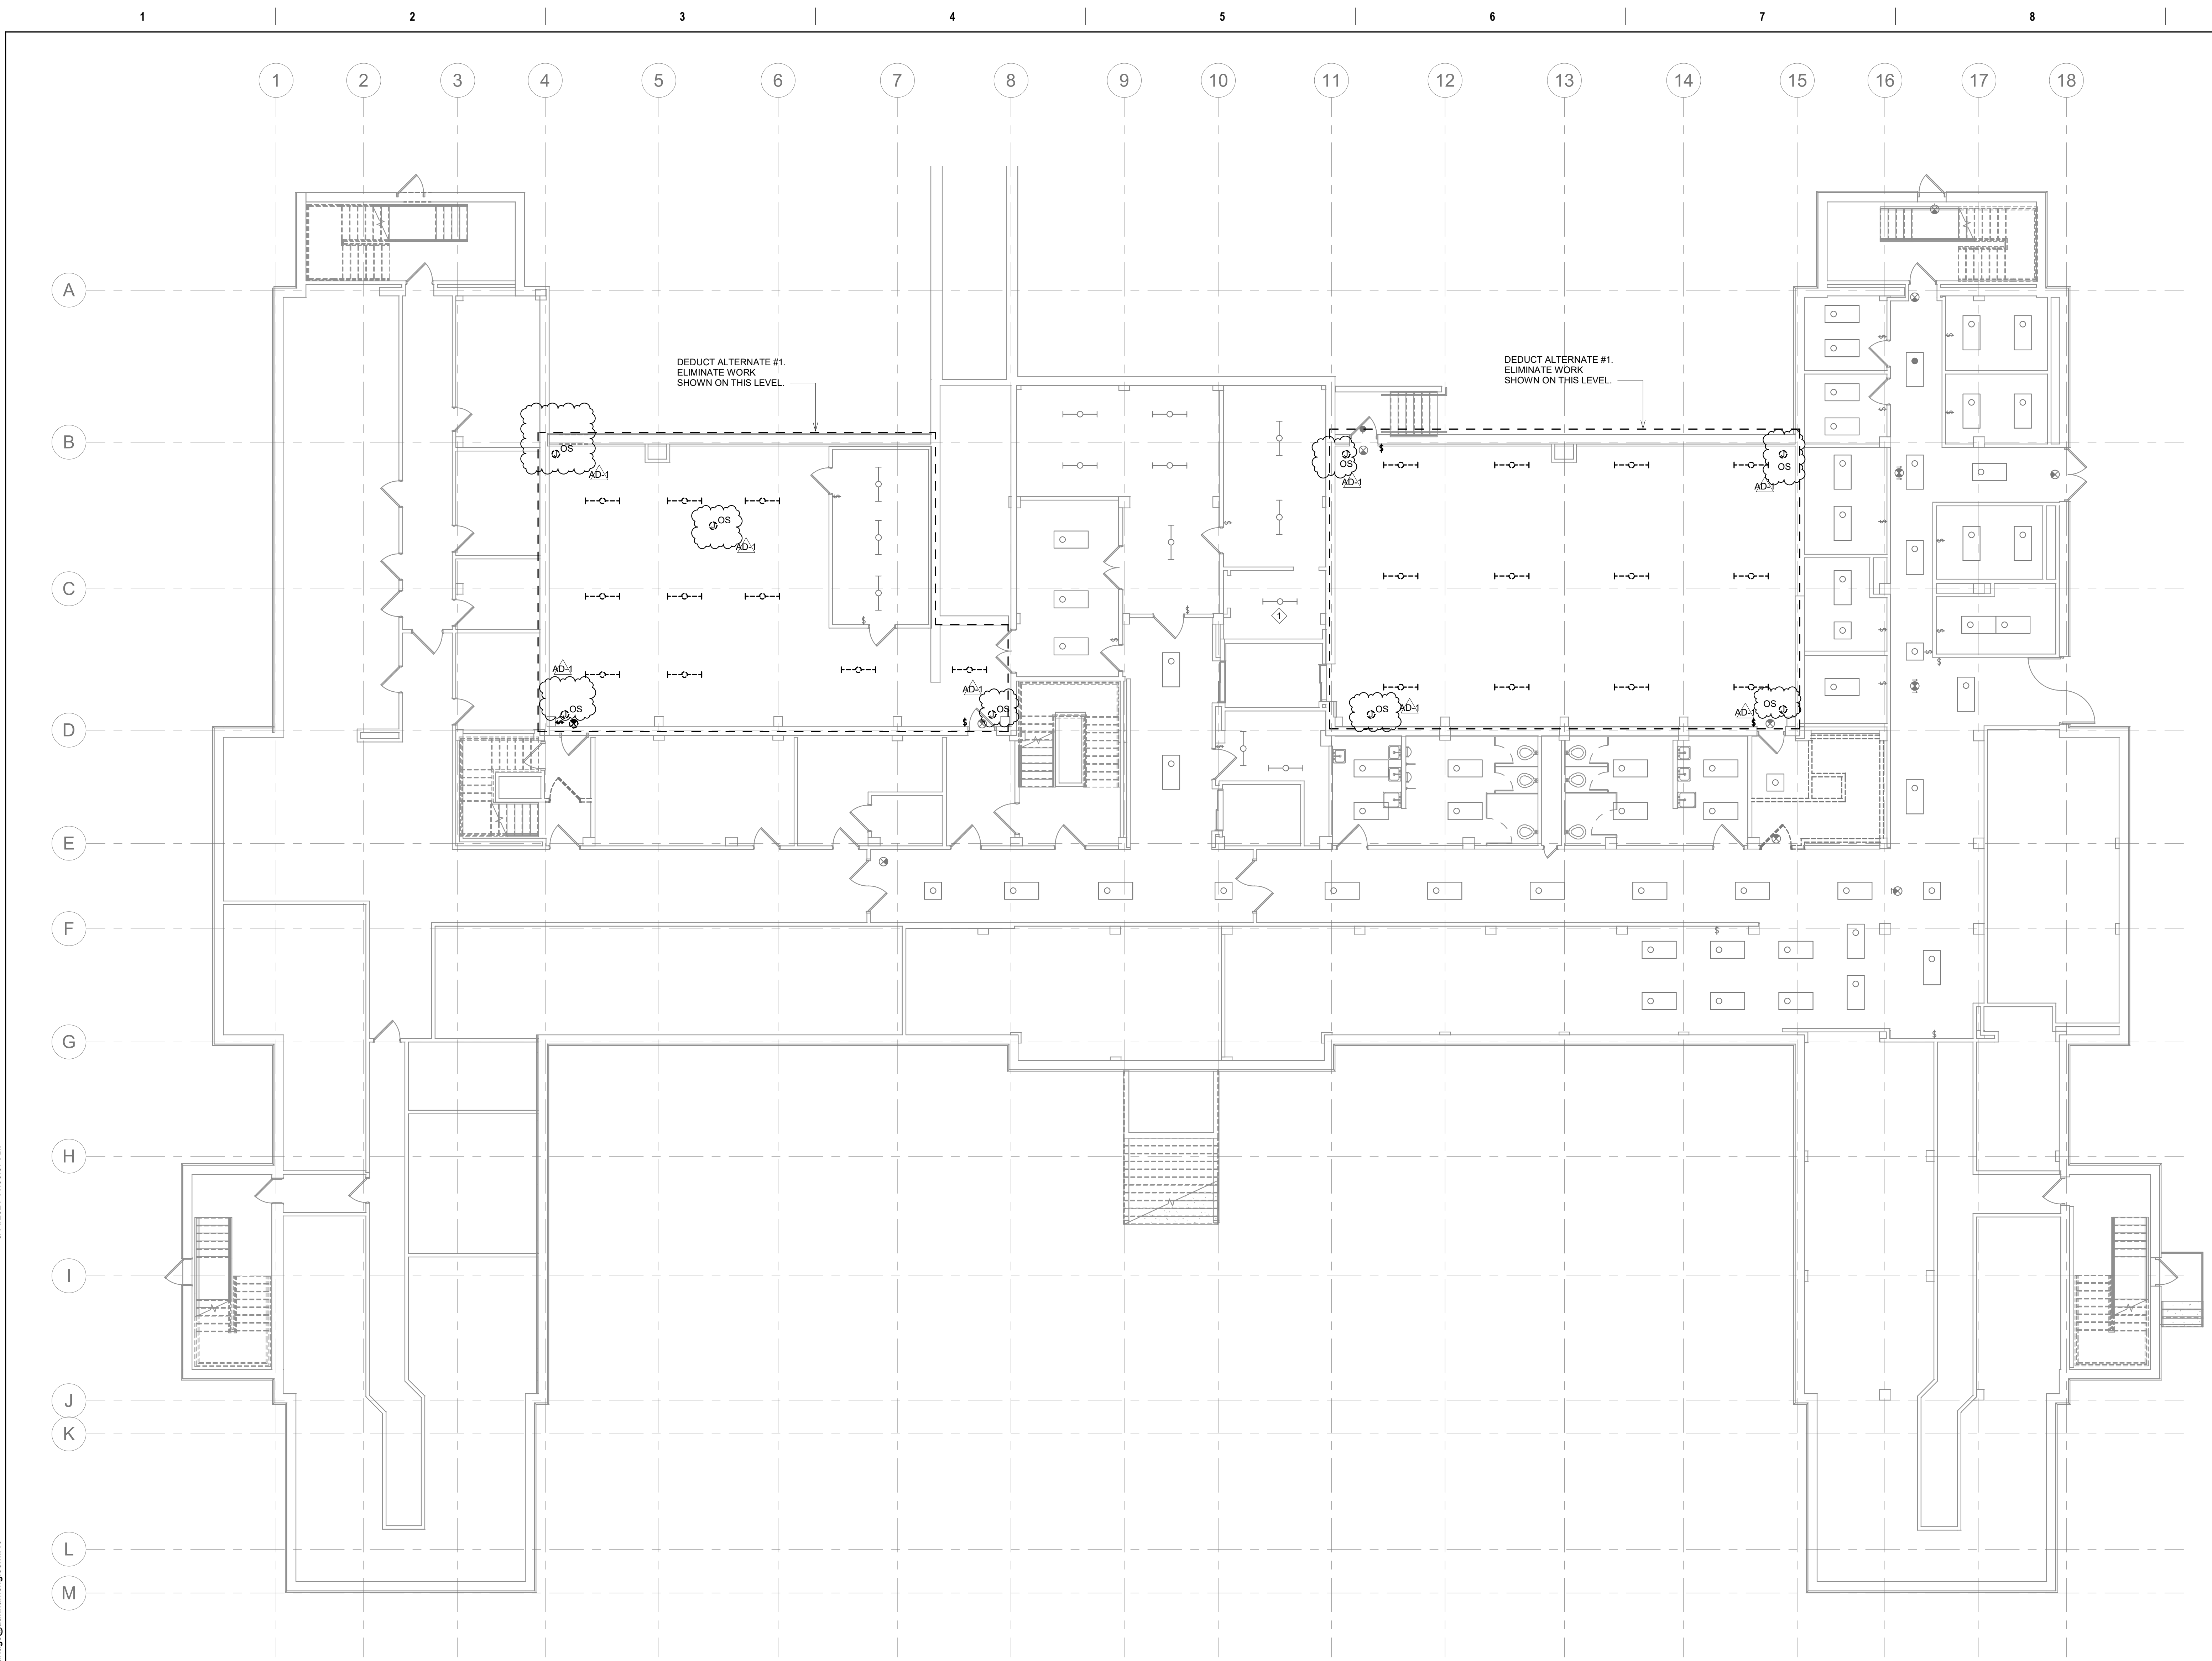 1 2 3 4 5 6 7 8
1 2 3 4 5 6 7 8 9 10 11 12 13 14 15 16 17 18
A
DEDUCT ALTERNATE #1.
ELIMINATE WORK
SHOWN ON THIS LEVEL.
DEDUCT ALTERNATE #1.
ELIMINATE WORK
SHOWN ON THIS LEVEL.
B
OS
AD-1
OS
AD-1
OS
AD-1
$
OS
AD-1
$
C
$
$
1
AD-1
OS
AD-1
OS
$
OS
AD-1
AD-1
OS
$
D
E
F
$
G
$
H
I
J
K
L
M